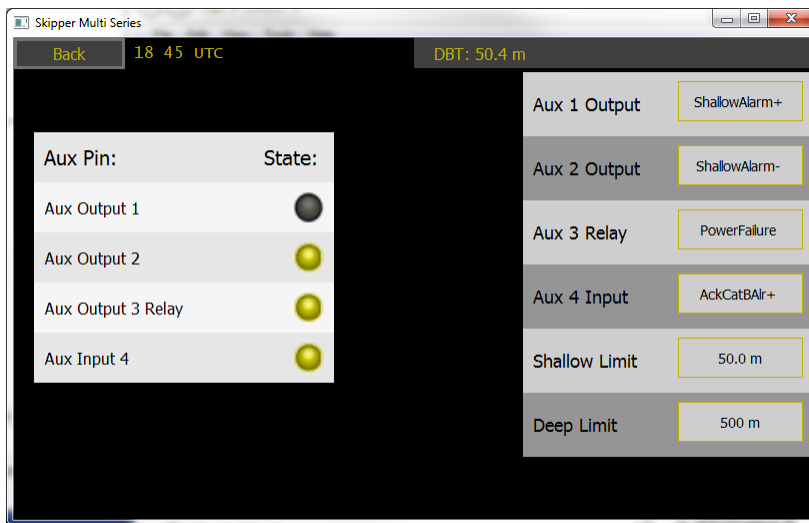 Skipper Multi Series
Back 18 45 UTC DBT: 50.4 m
Aux Pin: State:
Aux Output 1
Aux Output 2
Aux Output 3 Relay
Aux Input 4
Aux 1 Output ShallowAlarm+
Aux 2 Output ShallowAlarm-
Aux 3 Relay PowerFailure
Aux 4 Input AckCatBAlr+
Shallow Limit 50.0 m
Deep Limit 500 m